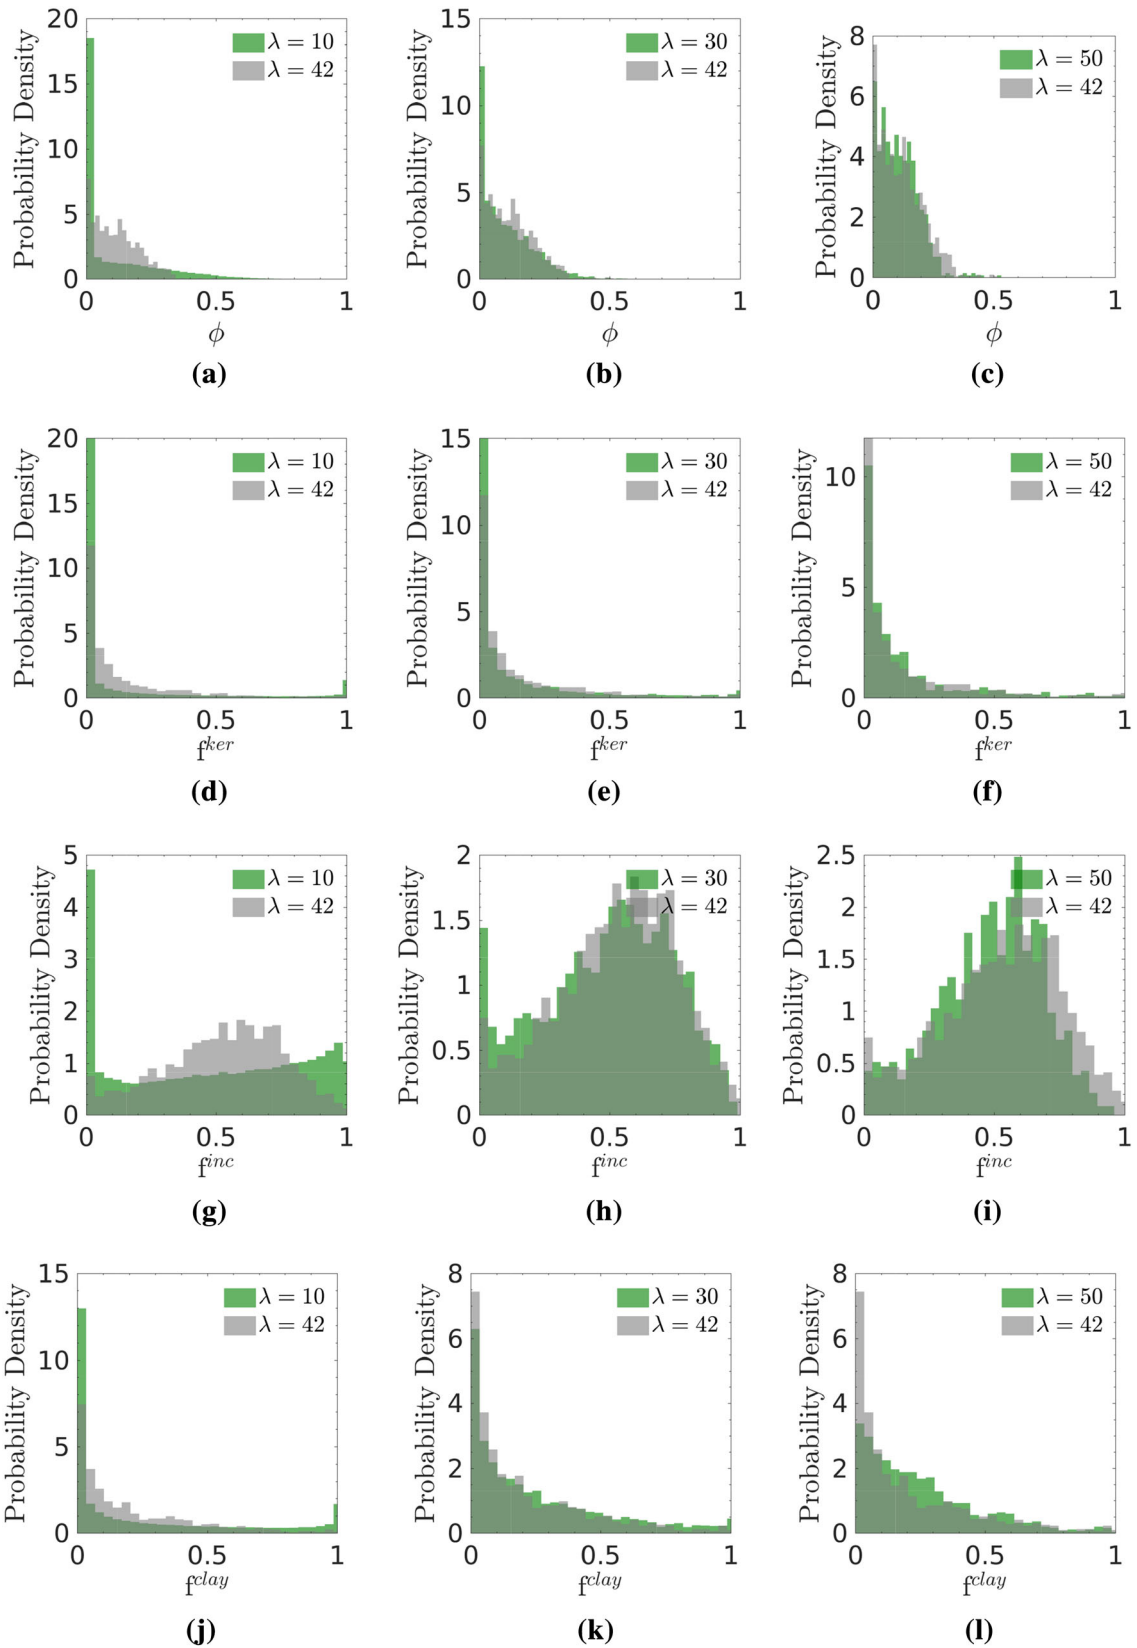 20
15
10
5
0
Probability Density
λ = 10
λ = 42
0 0.5 1
ϕ
(a)
15
10
5
0
Probability Density
λ = 30
λ = 42
0 0.5 1
ϕ
(b)
8
6
4
2
0
Probability Density
λ = 50
λ = 42
0 0.5 1
ϕ
(c)
20
15
10
5
0
Probability Density
λ = 10
λ = 42
0 0.5 1
f^ker
(d)
15
10
5
0
Probability Density
λ = 30
λ = 42
0 0.5 1
f^ker
(e)
10
5
0
Probability Density
λ = 50
λ = 42
0 0.5 1
f^ker
(f)
5
4
3
2
1
0
Probability Density
λ = 10
λ = 42
0 0.5 1
f^inc
(g)
2
1.5
1
0.5
0
Probability Density
λ = 30
λ = 42
0 0.5 1
f^inc
(h)
2.5
2
1.5
1
0.5
0
Probability Density
λ = 50
λ = 42
0 0.5 1
f^inc
(i)
15
10
5
0
Probability Density
λ = 10
λ = 42
0 0.5 1
f^clay
(j)
8
6
4
2
0
Probability Density
λ = 30
λ = 42
0 0.5 1
f^clay
(k)
8
6
4
2
0
Probability Density
λ = 50
λ = 42
0 0.5 1
f^clay
(l)